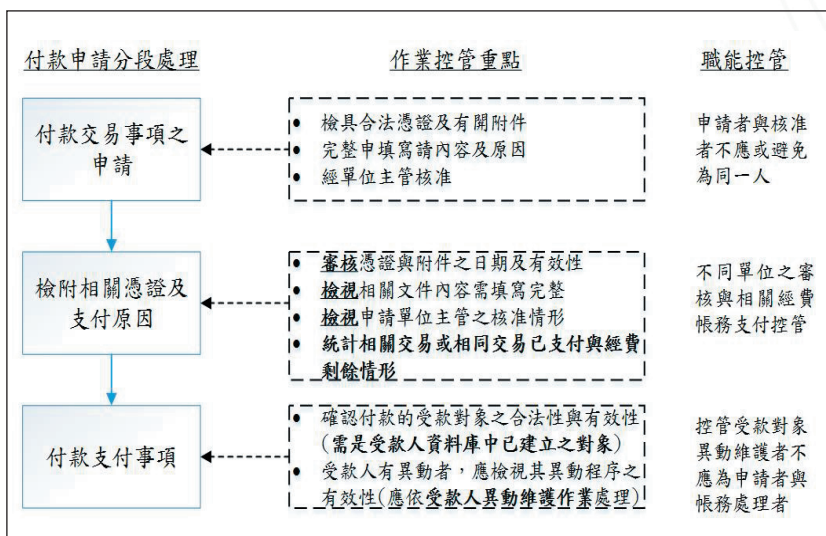 付款申請分段處理
作業控管重點
職能控管
付款交易事項之
申請
• 檢具合法憑證及有關附件
• 完整申填寫請內容及原因
• 經單位主管核准
申請者與核准
者不應或避免
為同一人
檢附相關憑證及
支付原因
• 審核憑證與附件之日期及有效性
• 檢視相關文件內容需填寫完整
• 檢視申請單位主管之核准情形
• 統計相關交易或相同交易已支付與經費
剩餘情形
不同單位之審
核與相關經費
帳務支付控管
付款支付事項
• 確認付款的受款對象之合法性與有效性
(需是受款人資料庫中已建立之對象)
• 受款人有異動者，應檢視其異動程序之
有效性(應依受款人異動維護作業處理)
控管受款對象
異動維護者不
應為申請者與
帳務處理者